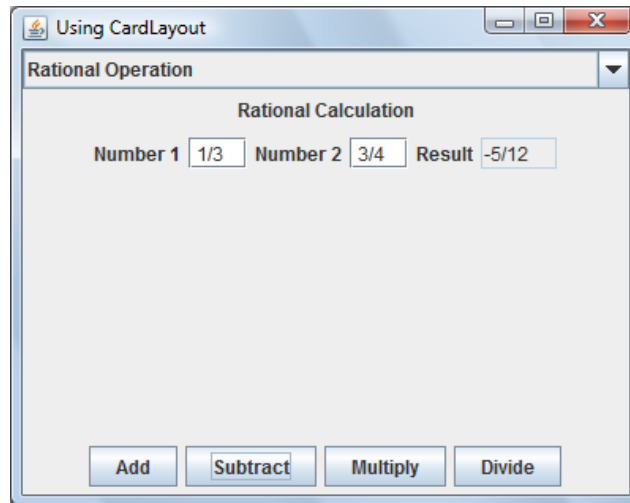 Using CardLayout
Rational Operation
Rational Calculation
Number 1 1/3 Number 2 3/4 Result -5/12
Add Subtract Multiply Divide